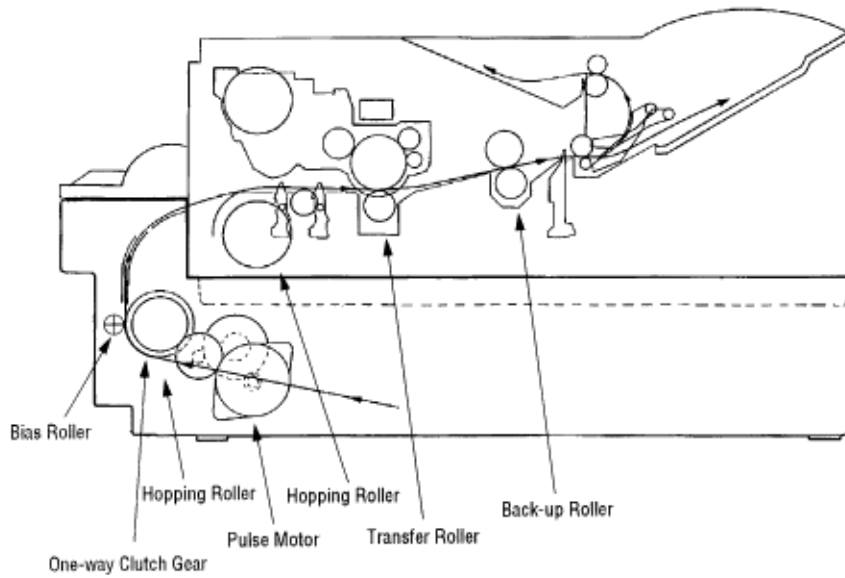 Bias Roller
Hopping Roller
Hopping Roller
Back-up Roller
Pulse Motor
Transfer Roller
One-way Clutch Gear